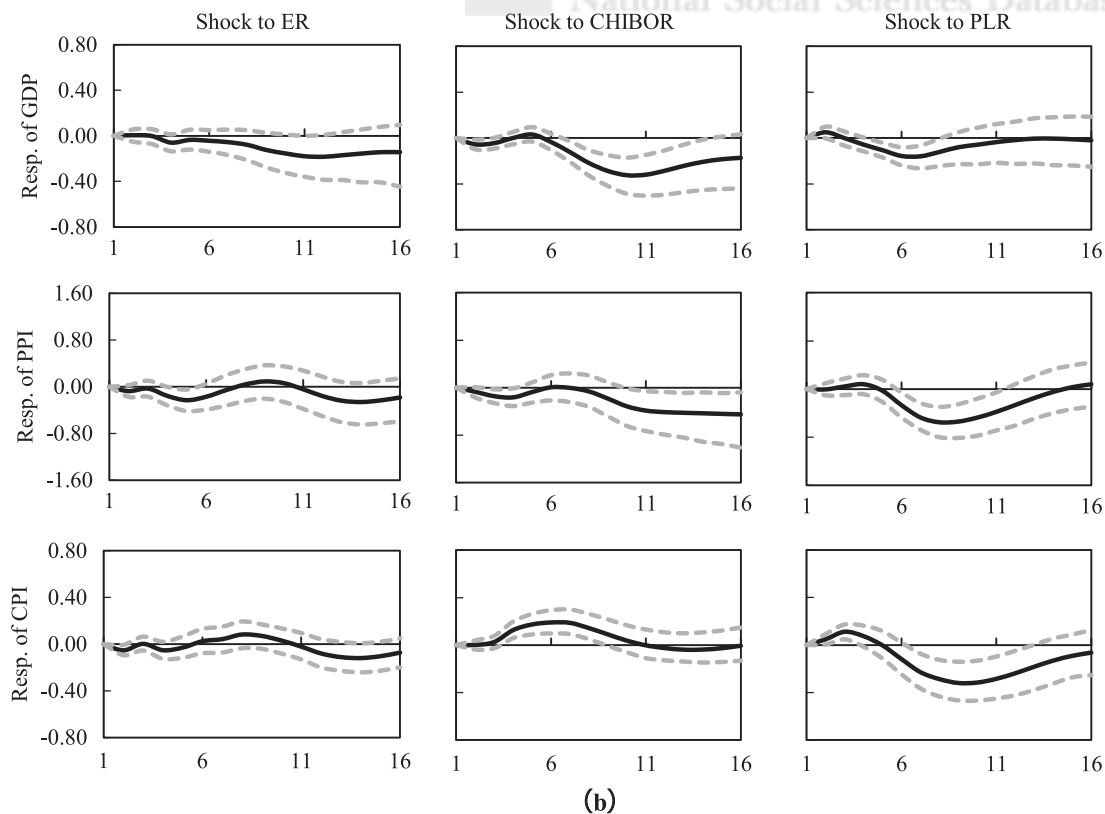 National Social Sciences Databas
Shock to ER Shock to CHIBOR Shock to PLR
Resp. of GDP
0.80
0.40
0.00
-0.40
-0.80
1 6 11 16 1 6 11 16 1 6 11 16
Resp. of PPI
1.60
0.80
0.00
-0.80
-1.60
1 6 11 16 1 6 11 16 1 6 11 16
Resp. of CPI
0.80
0.40
0.00
-0.40
-0.80
1 6 11 16 1 6 11 16 1 6 11 16
(b)